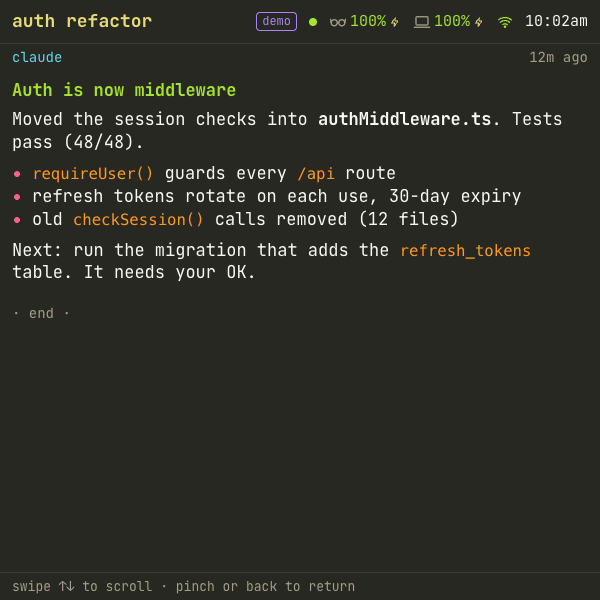 auth refactor demo 100% 100% 10:02am
claude 12m ago
Auth is now middleware
Moved the session checks into authMiddleware.ts. Tests
pass (48/48).
• requireUser() guards every /api route
• refresh tokens rotate on each use, 30-day expiry
• old checkSession() calls removed (12 files)
Next: run the migration that adds the refresh_tokens
table. It needs your OK.
· end ·
swipe ↑↓ to scroll · pinch or back to return